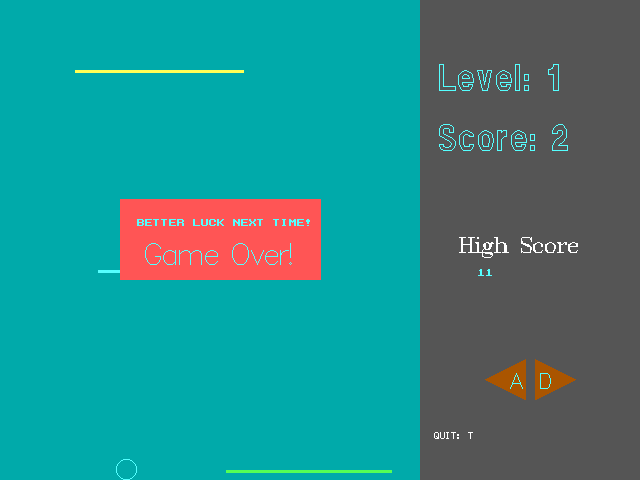 Level: 1
Score: 2
BETTER LUCK NEXT TIME!
Game Over!
High Score
11
A D
QUIT: T